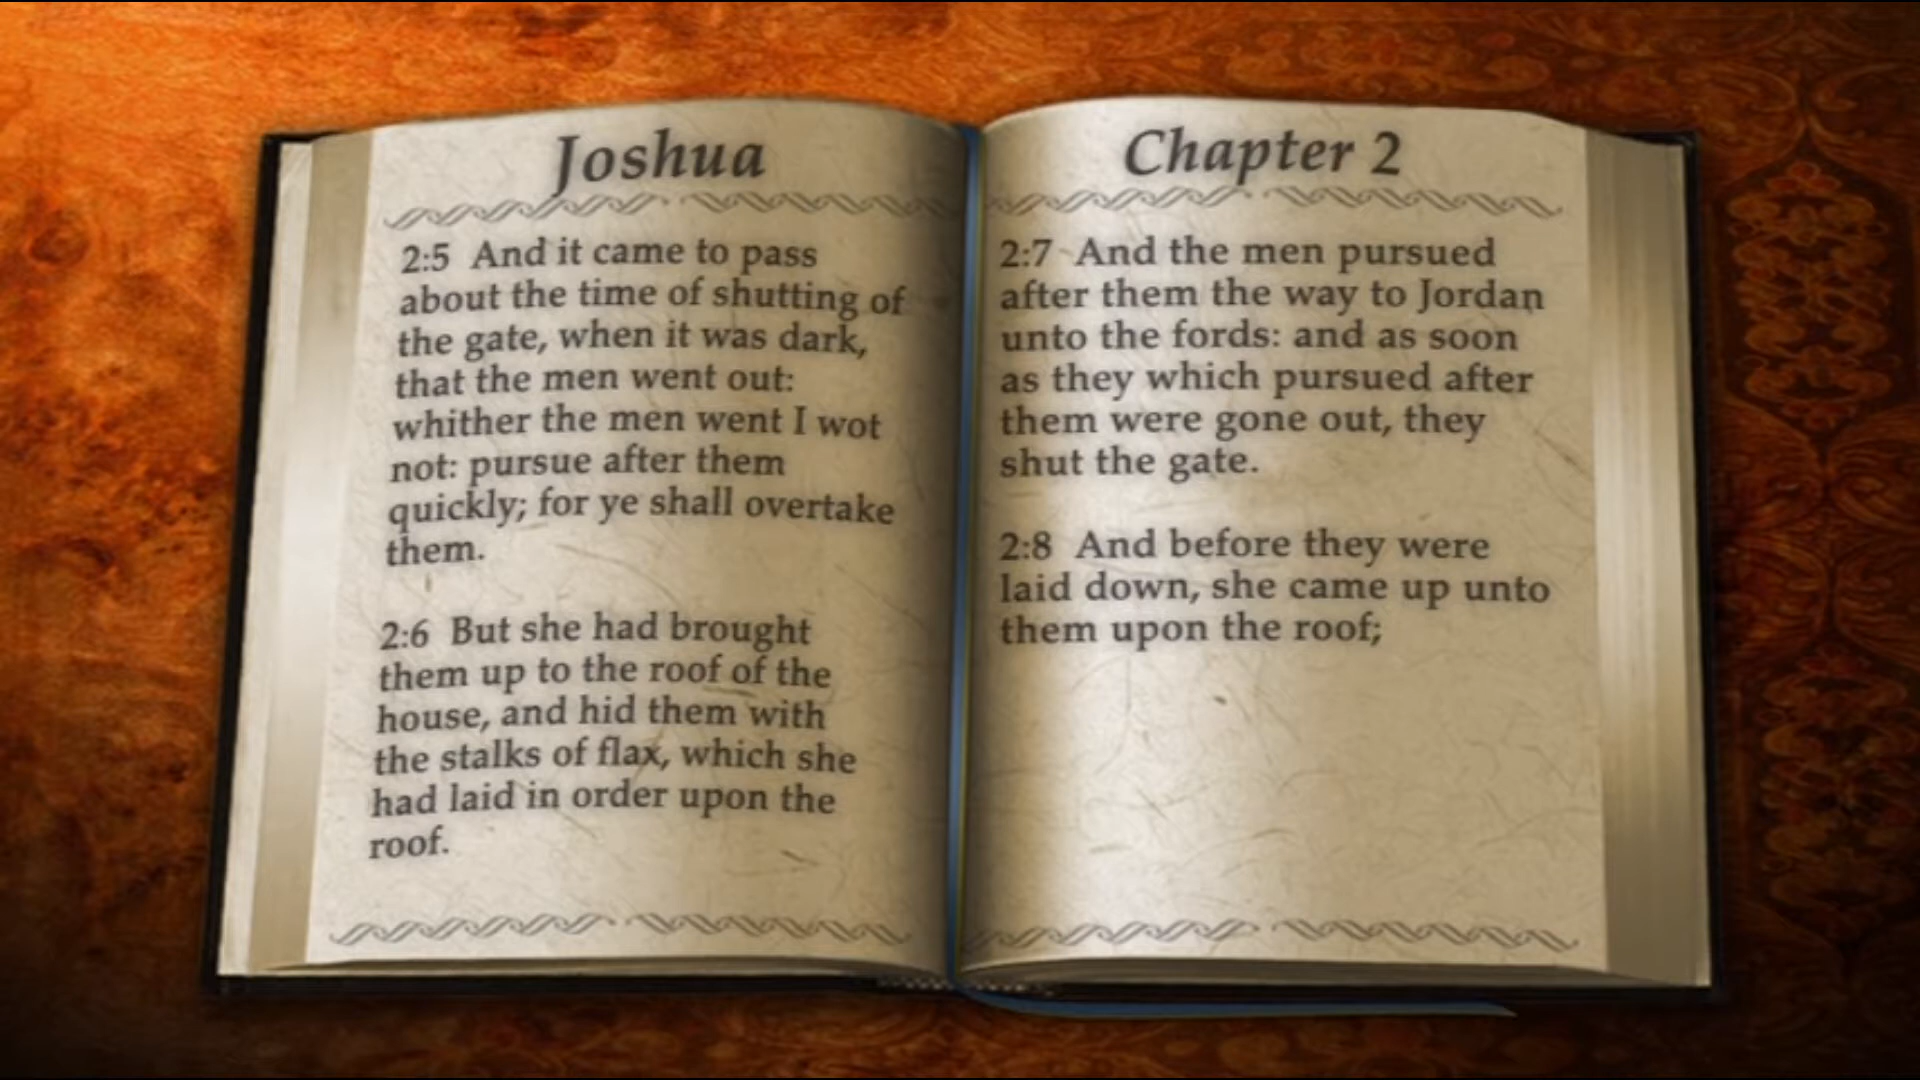 Joshua
2:5 And it came to pass
about the time of shutting of
the gate, when it was dark,
that the men went out:
whither the men went I wot
not: pursue after them
quickly; for ye shall overtake
them.
2:6 But she had brought
them up to the roof of the
house, and hid them with
the stalks of flax, which she
had laid in order upon the
roof.
Chapter 2
2:7 And the men pursued
after them the way to Jordan
unto the fords: and as soon
as they which pursued after
them were gone out, they
shut the gate.
2:8 And before they were
laid down, she came up unto
them upon the roof;